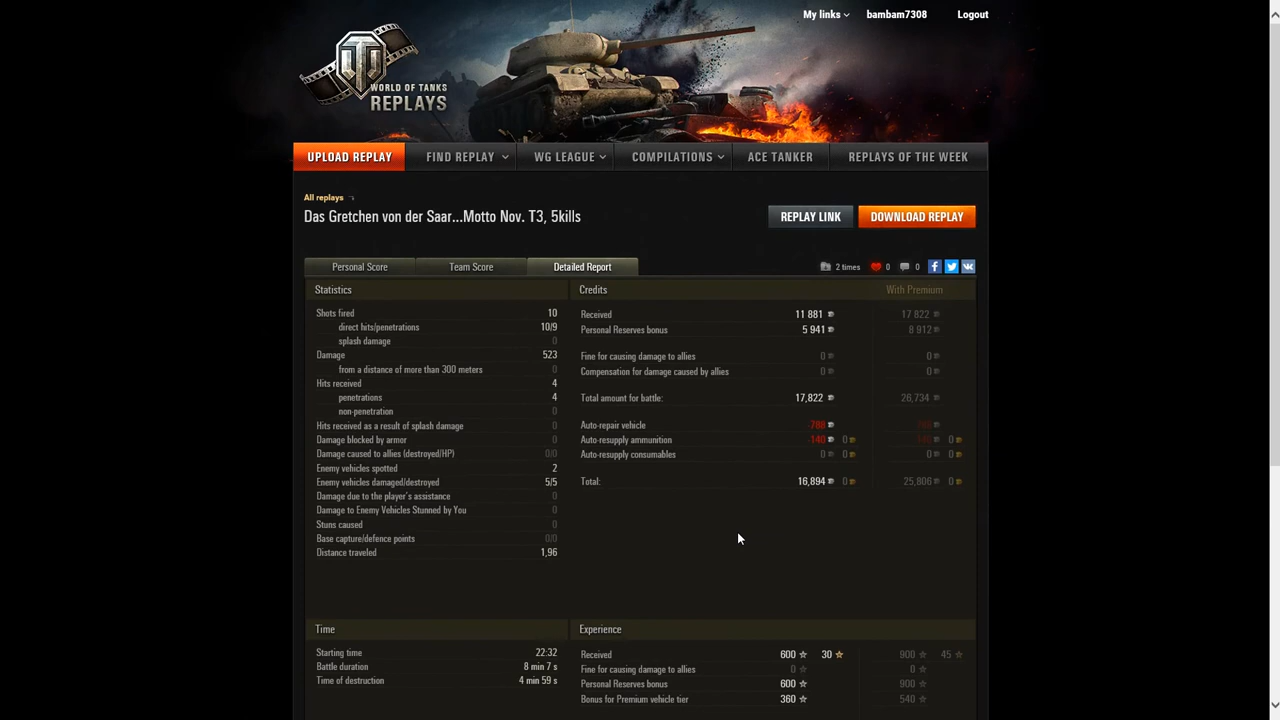 My links bambam7308 Logout
WORLD OF TANKS
REPLAYS
UPLOAD REPLAY FIND REPLAY WG LEAGUE COMPILATIONS ACE TANKER REPLAYS OF THE WEEK
All replays
Das Gretchen von der Saar...Motto Nov. T3, 5kills
REPLAY LINK DOWNLOAD REPLAY
Personal Score Team Score Detailed Report 2 times 0 0
Statistics Credits With Premium
Shots fired 10 Received 11 881 17 822
direct hits/penetrations 10/9 Personal Reserves bonus 5 941 8 912
splash damage 0
Damage 523 Fine for causing damage to allies 0 0
from a distance of more than 300 meters 0 Compensation for damage caused by allies 0 0
Hits received 4
penetrations 4 Total amount for battle: 17,822 26,734
non-penetration 0
Hits received as a result of splash damage 0 Auto-repair vehicle -788
Damage blocked by armor 0 Auto-resupply ammunition -140 0 0
Damage caused to allies (destroyed/HP) 0/0 Auto-resupply consumables 0 0 0 0
Enemy vehicles spotted 2
Enemy vehicles damaged/destroyed 5/5 Total: 16,894 0 25,806 0
Damage due to the player's assistance 0
Damage to Enemy Vehicles Stunned by You 0
Stuns caused 0
Base capture/defence points 0/0
Distance traveled 1,96
Time Experience
Starting time 22:32 Received 600 30 900 45
Battle duration 8 min 7 s Fine for causing damage to allies 0 0
Time of destruction 4 min 59 s Personal Reserves bonus 600 900
Bonus for Premium vehicle tier 360 540